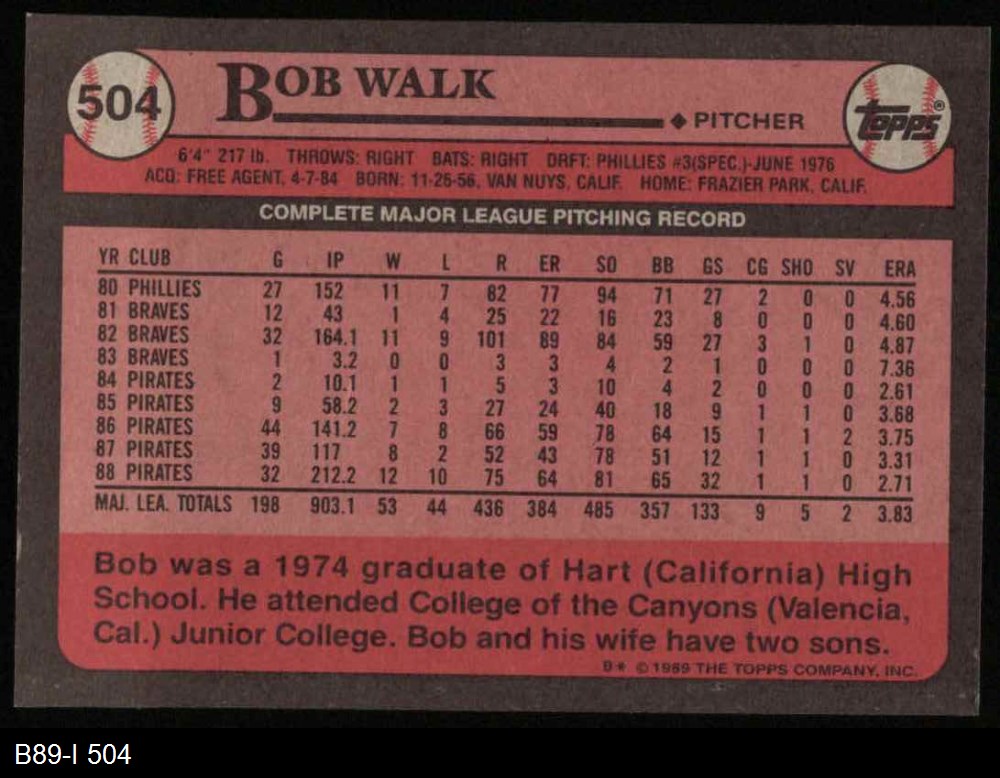 504
BOB WALK
◆ PITCHER
TOPPS®
6'4" 217 lb. THROWS: RIGHT BATS: RIGHT DRFT: PHILLIES #3(SPEC.)-JUNE 1976
ACQ: FREE AGENT, 4-7-84 BORN: 11-26-56, VAN NUYS, CALIF. HOME: FRAZIER PARK, CALIF.
COMPLETE MAJOR LEAGUE PITCHING RECORD
YR CLUB G IP W L R ER SO BB GS CG SHO SV ERA
80 PHILLIES 27 152 11 7 82 77 94 71 27 2 0 0 4.56
81 BRAVES 12 43 1 4 25 22 16 23 8 0 0 0 4.60
82 BRAVES 32 164.1 11 9 101 89 84 59 27 3 1 0 4.87
83 BRAVES 1 3.2 0 0 3 3 4 2 1 0 0 0 7.36
84 PIRATES 2 10.1 1 1 5 3 10 4 2 0 0 0 2.61
85 PIRATES 9 58.2 2 3 27 24 40 18 9 1 1 0 3.68
86 PIRATES 44 141.2 7 8 66 59 78 64 15 1 1 2 3.75
87 PIRATES 39 117 8 2 52 43 78 51 12 1 1 0 3.31
88 PIRATES 32 212.2 12 10 75 64 81 65 32 1 1 0 2.71
MAJ. LEA. TOTALS 198 903.1 53 44 436 384 485 357 133 9 5 2 3.83
Bob was a 1974 graduate of Hart (California) High
School. He attended College of the Canyons (Valencia,
Cal.) Junior College. Bob and his wife have two sons.
B* © 1989 THE TOPPS COMPANY, INC.
B89-I 504